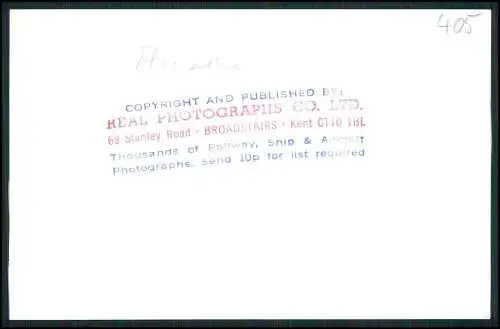 405
COPYRIGHT AND PUBLISHED BY:
REAL PHOTOGRAPHS CO. LTD.
69 Stanley Road • BROADSTAIRS • Kent CT10 1BL
Thousands of Railway, Ship & Aircraft
Photographs. Send 10p for list required